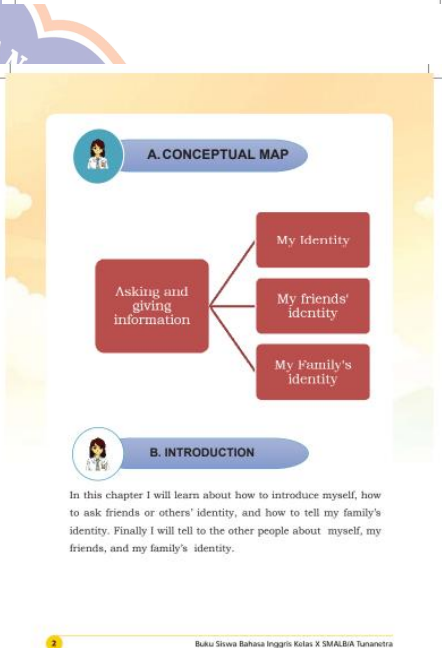 N
A. CONCEPTUAL MAP
Asking and
giving
information
My Identity
My friends'
identity
My Family's
identity
B. INTRODUCTION
In this chapter I will learn about how to introduce myself, how
to ask friends or others' identity, and how to tell my family's
identity. Finally I will tell to the other people about myself, my
friends, and my family's identity.
2
Buku Siswa Bahasa Inggris Kelas X SMALB/A Tunanetra